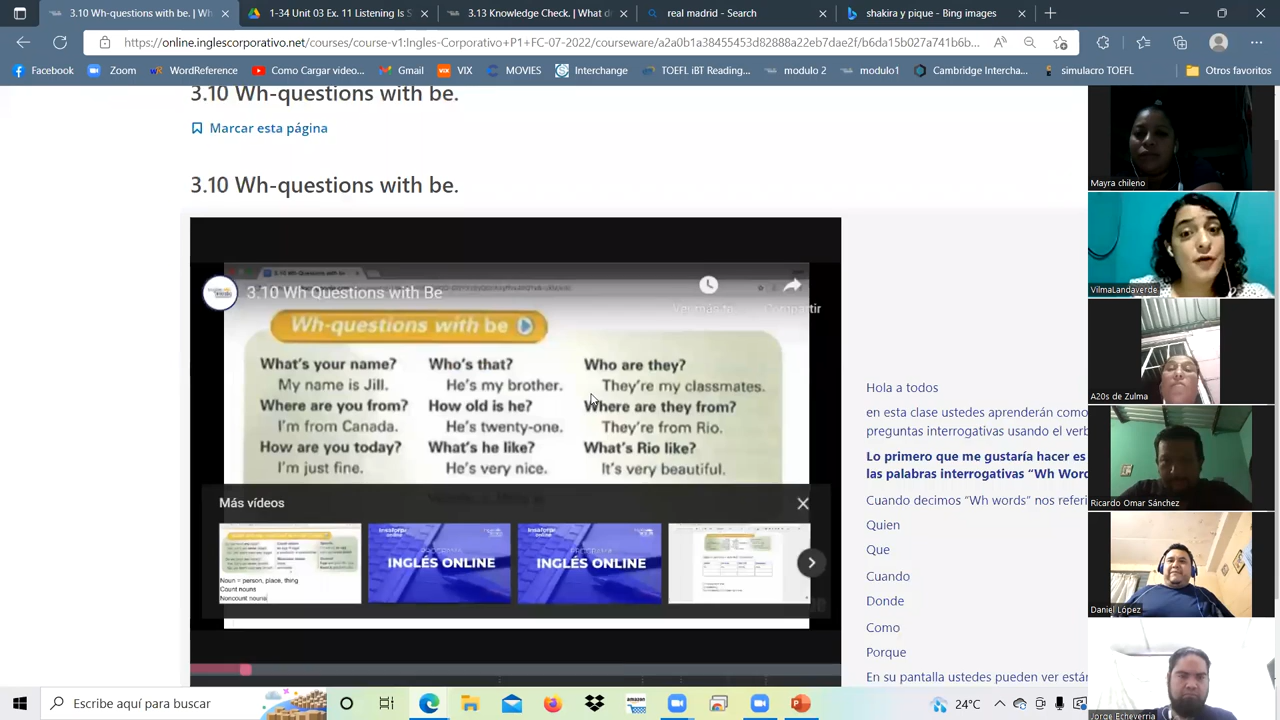 3.10 Wh-questions with b
1-34 Unit 03 Ex. 11 Listening Is S
3.13 Knowledge Check. | What d
real madrid - Search
shakira y pique - Bing images
https://online.inglescorporativo.net/courses/course-v1:Ingles-Corporativo+P1+FC-07-2022/courseware/a2a0b1a38455453d82888a22eb7dae2f/b6da15b027a741b6b...
Facebook
Zoom
WordReference
Como Cargar video...
Gmail
VIX
MOVIES
Interchange
TOEFL iBT Reading...
modulo 2
modulo1
Cambridge Intercha...
simulacro TOEFL
Otros favoritos
3.10 Wh-questions with be.
Marcar esta página
3.10 Wh-questions with be.
3.10 Wh Questions with Be
Compartir
Wh-questions with be
What's your name?
My name is Jill.
Where are you from?
I'm from Canada.
How are you today?
I'm just fine.
Who's that?
He's my brother.
How old is he?
He's twenty-one.
What's he like?
He's very nice.
Who are they?
They're my classmates.
Where are they from?
They're from Rio.
What's Rio like?
It's very beautiful.
Más vídeos
Noun = person, place, thing
Count nouns
Noncount nouns
PROGRAMA
INGLÉS ONLINE
PROGRAMA
INGLÉS ONLINE
Hola a todos
en esta clase ustedes aprenderán como
preguntas interrogativas usando el verb
Lo primero que me gustaría hacer es
las palabras interrogativas “Wh Word
Cuando decimos “Wh words” nos referi
Quien
Que
Cuando
Donde
Como
Porque
En su pantalla ustedes pueden ver están
Mayra chileno
VilmaLandaverde
A20s de Zulma
Ricardo Omar Sánchez
Daniel López
Jorge Echeverría
Escribe aquí para buscar
amazon
24°C